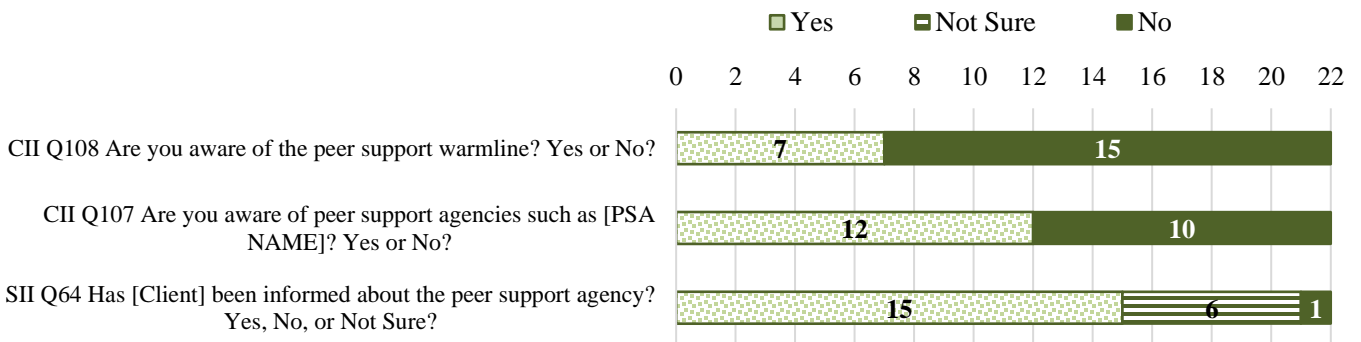 Yes Not Sure No
0 2 4 6 8 10 12 14 16 18 20 22
CII Q108 Are you aware of the peer support warmline? Yes or No?
7 15
CII Q107 Are you aware of peer support agencies such as [PSA
NAME]? Yes or No?
12 10
SII Q64 Has [Client] been informed about the peer support agency?
Yes, No, or Not Sure?
15 6 1